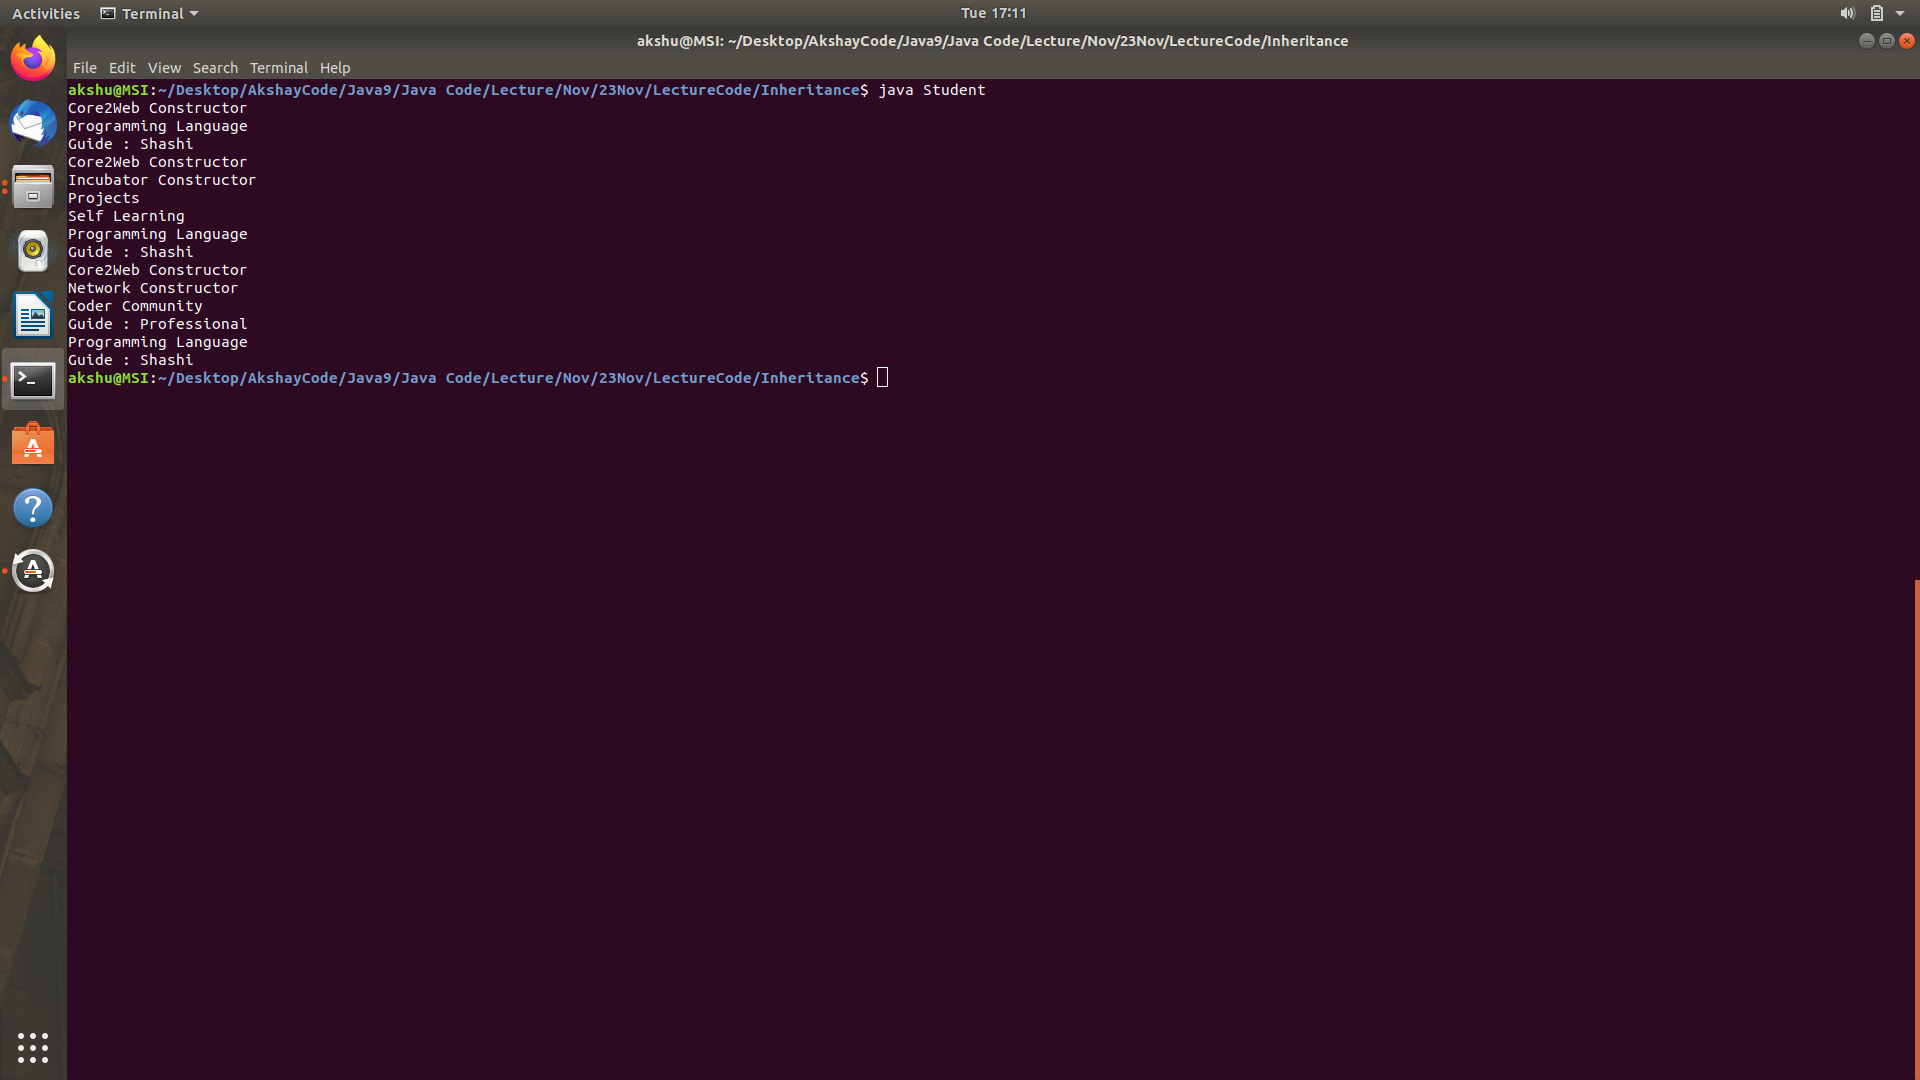 Activities Terminal Tue 17:11
akshu@MSI: ~/Desktop/AkshayCode/Java9/Java Code/Lecture/Nov/23Nov/LectureCode/Inheritance
File Edit View Search Terminal Help
akshu@MSI:~/Desktop/AkshayCode/Java9/Java Code/Lecture/Nov/23Nov/LectureCode/Inheritance$ java Student
Core2Web Constructor
Programming Language
Guide : Shashi
Core2Web Constructor
Incubator Constructor
Projects
Self Learning
Programming Language
Guide : Shashi
Core2Web Constructor
Network Constructor
Coder Community
Guide : Professional
Programming Language
Guide : Shashi
akshu@MSI:~/Desktop/AkshayCode/Java9/Java Code/Lecture/Nov/23Nov/LectureCode/Inheritance$